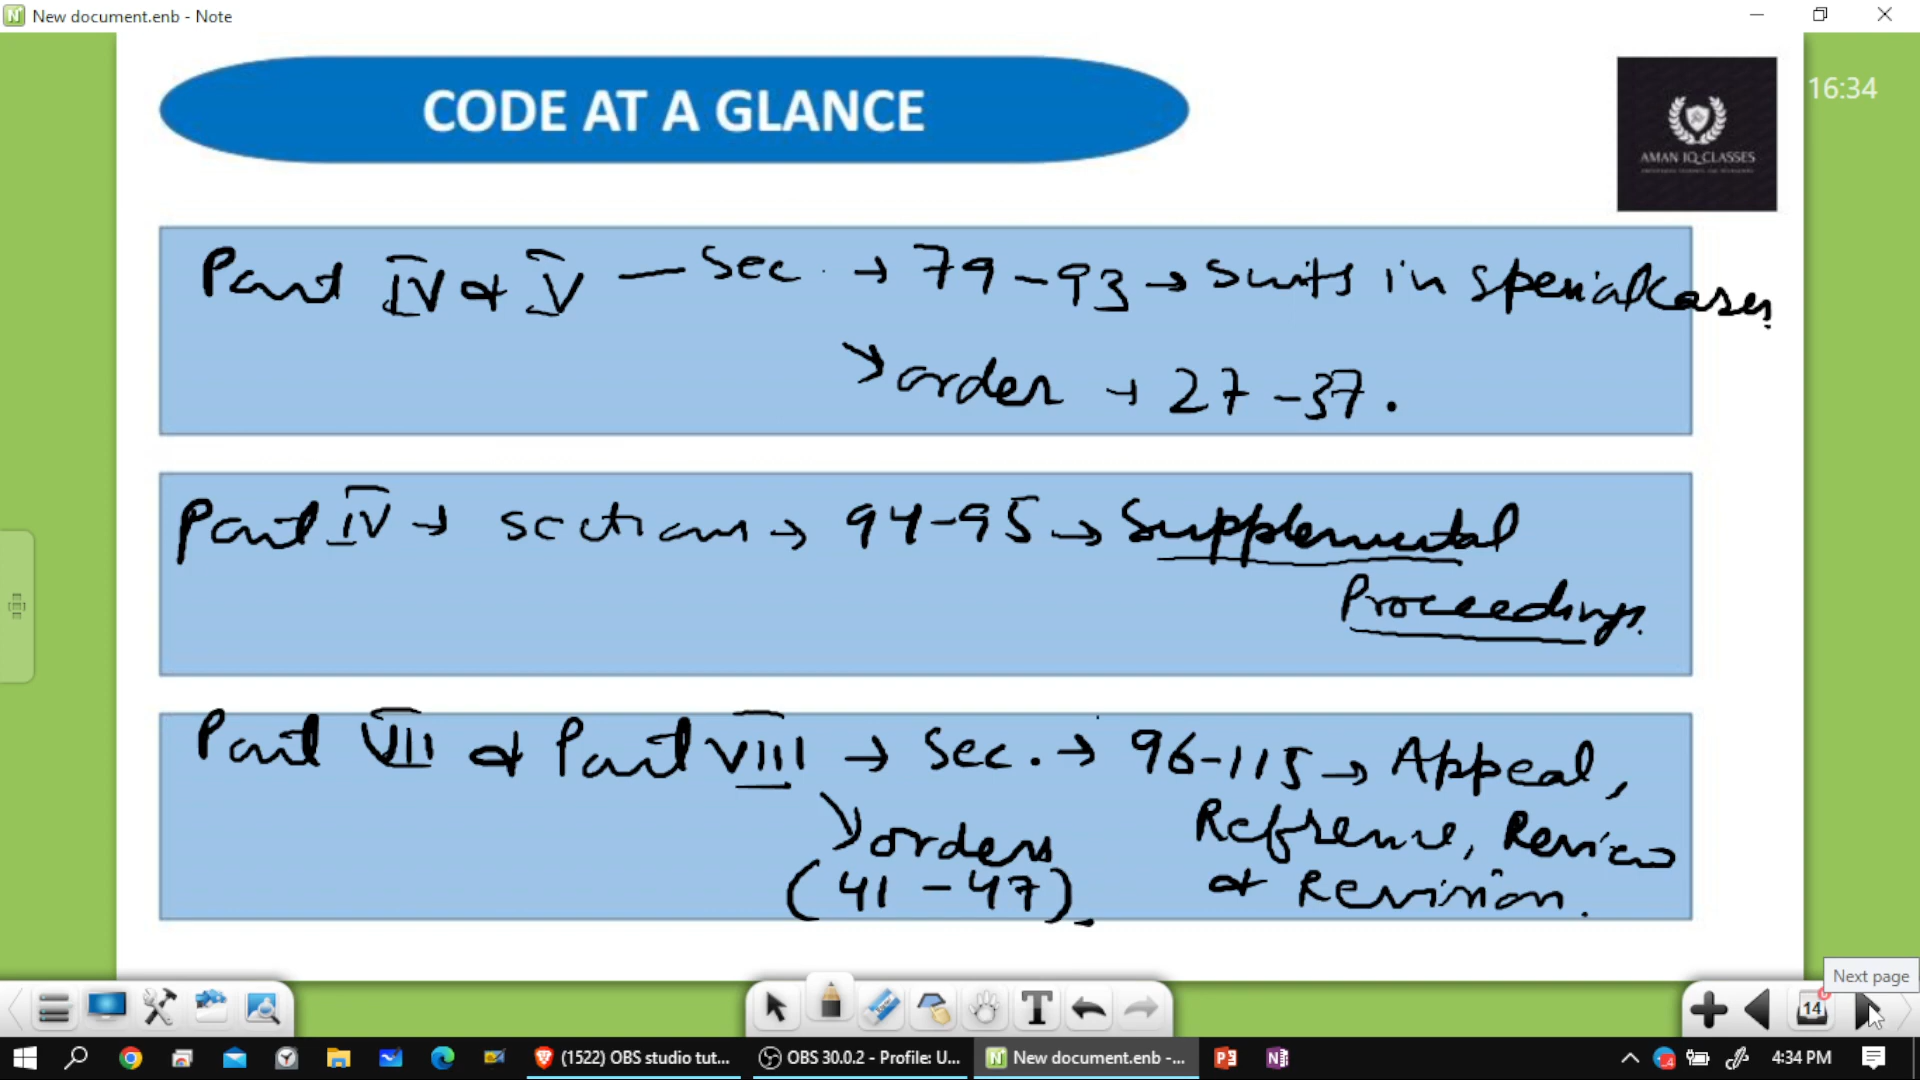 New document.enb - Note
CODE AT A GLANCE
AMAN IQ CLASSES
16:34
Part IV & V — Sec. → 79-93 → Suits in special cases.
order → 27-37.
Part IV → sections → 94-95 → Supplemental
Proceedings.
Part VII & Part VIII → Sec. → 96-115 → Appeal,
orders
Reference, Review
(41-47).
& Revision.
Next page
14
(1522) OBS studio tut...
OBS 30.0.2 - Profile: U...
New document.enb -...
4:34 PM